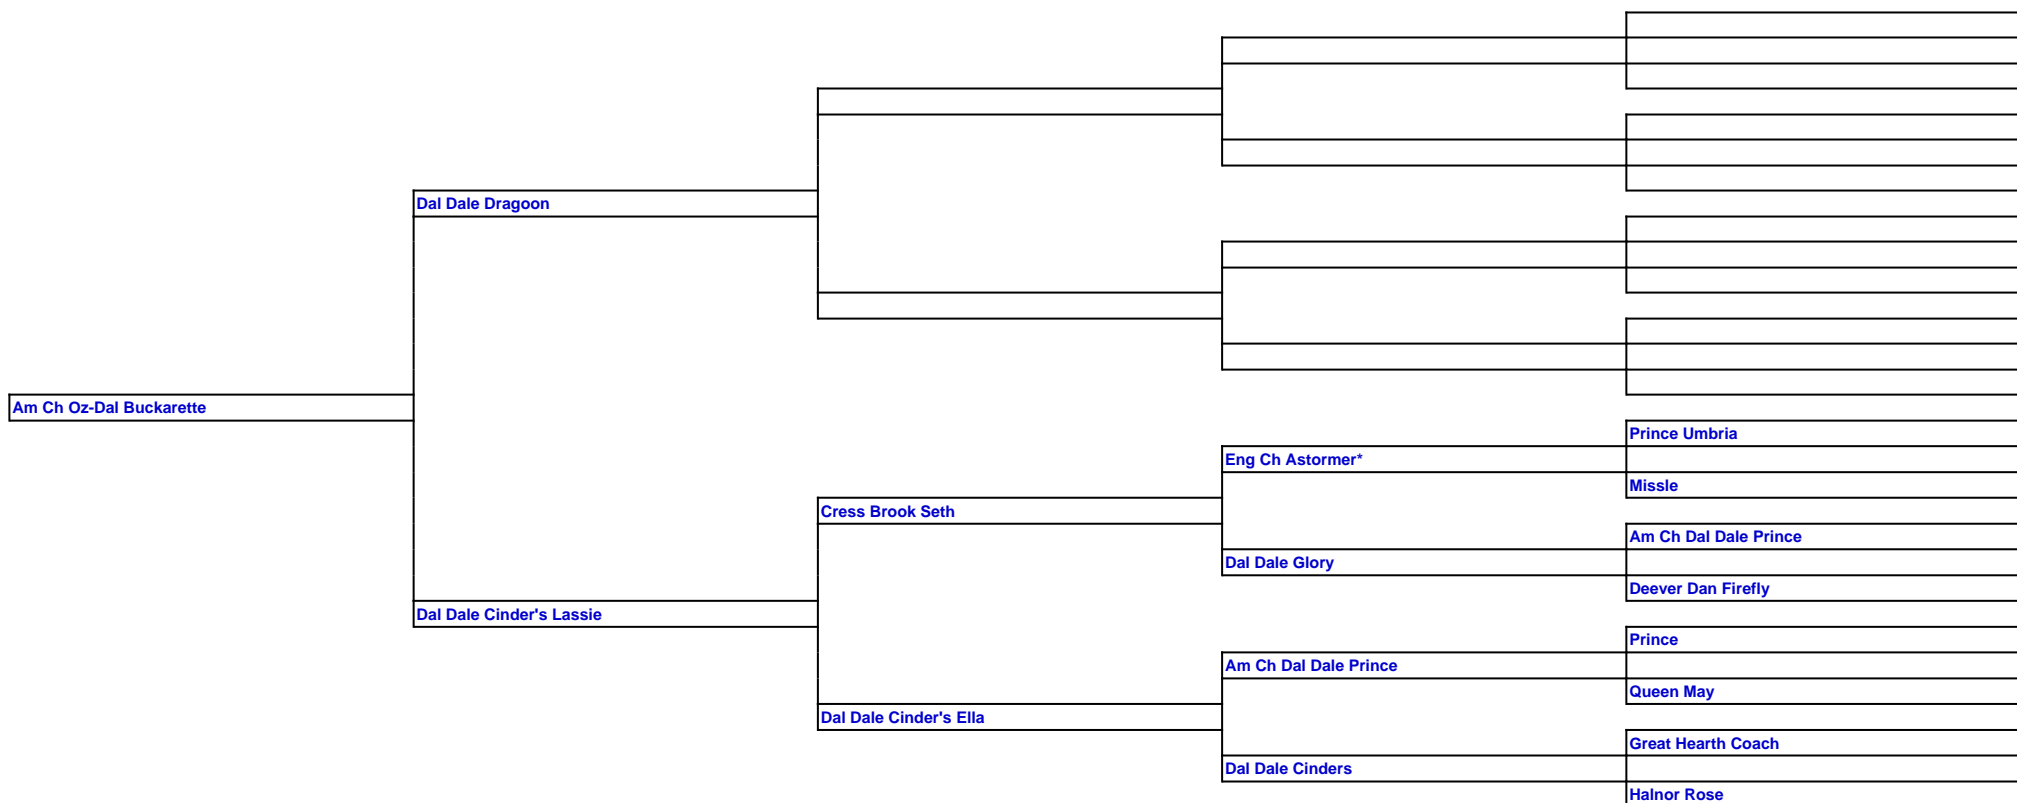 Dal Dale Dragoon
Am Ch Oz-Dal Buckarette
Prince Umbria
Eng Ch Astormer*
Missle
Cress Brook Seth
Am Ch Dal Dale Prince
Dal Dale Glory
Deever Dan Firefly
Dal Dale Cinder's Lassie
Prince
Am Ch Dal Dale Prince
Queen May
Dal Dale Cinder's Ella
Great Hearth Coach
Dal Dale Cinders
Halnor Rose